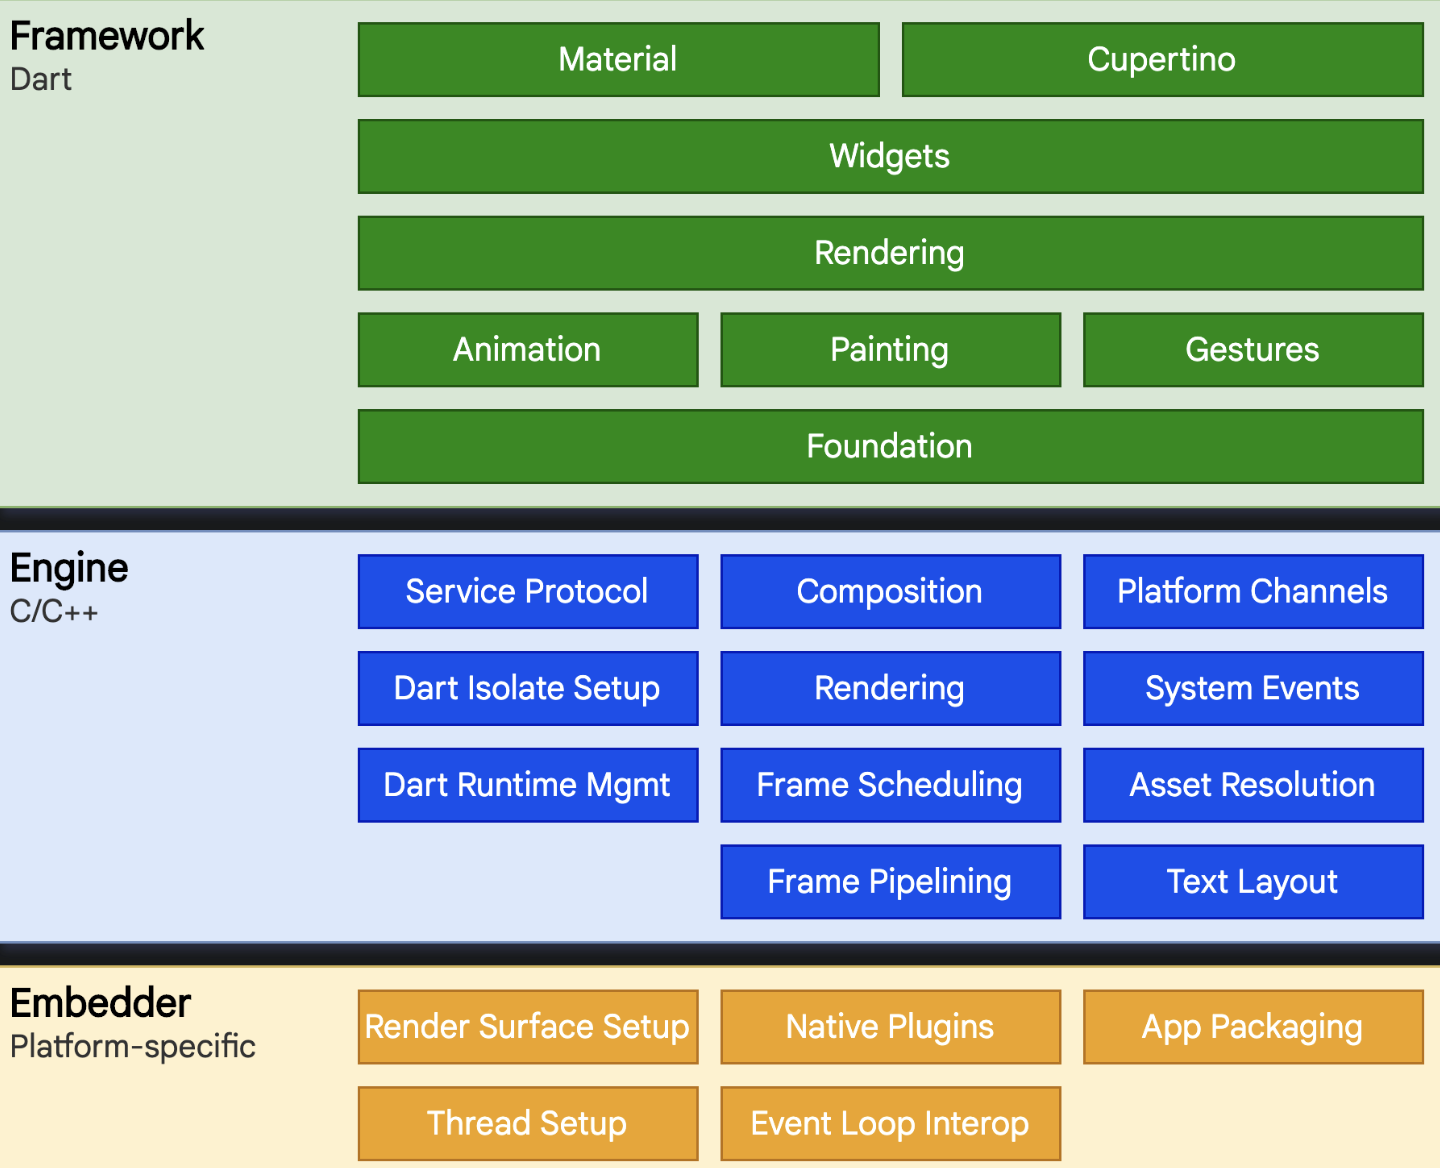 Framework
Dart
Material
Cupertino
Widgets
Rendering
Animation
Painting
Gestures
Foundation
Engine
C/C++
Service Protocol
Composition
Platform Channels
Dart Isolate Setup
Rendering
System Events
Dart Runtime Mgmt
Frame Scheduling
Asset Resolution
Frame Pipelining
Text Layout
Embedder
Platform-specific
Render Surface Setup
Native Plugins
App Packaging
Thread Setup
Event Loop Interop